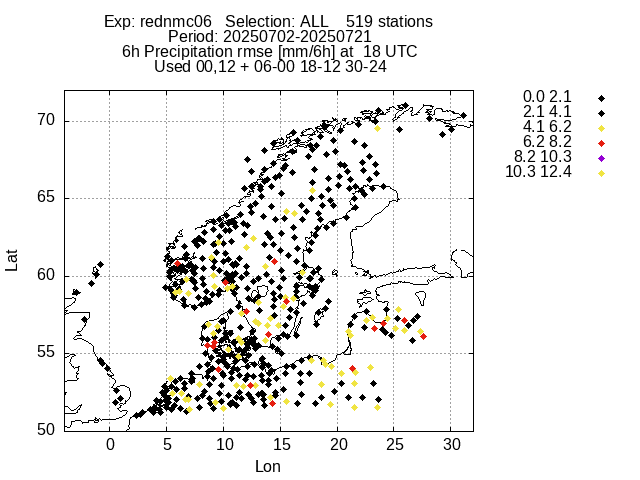 Exp: rednmc06   Selection: ALL    519 stations
Period: 20250702-20250721
6h Precipitation rmse [mm/6h] at  18 UTC
Used 00,12 + 06-00 18-12 30-24
0.0 2.1
2.1 4.1
4.1 6.2
6.2 8.2
8.2 10.3
10.3 12.4
70
65
60
55
50
Lat
0 5 10 15 20 25 30
Lon